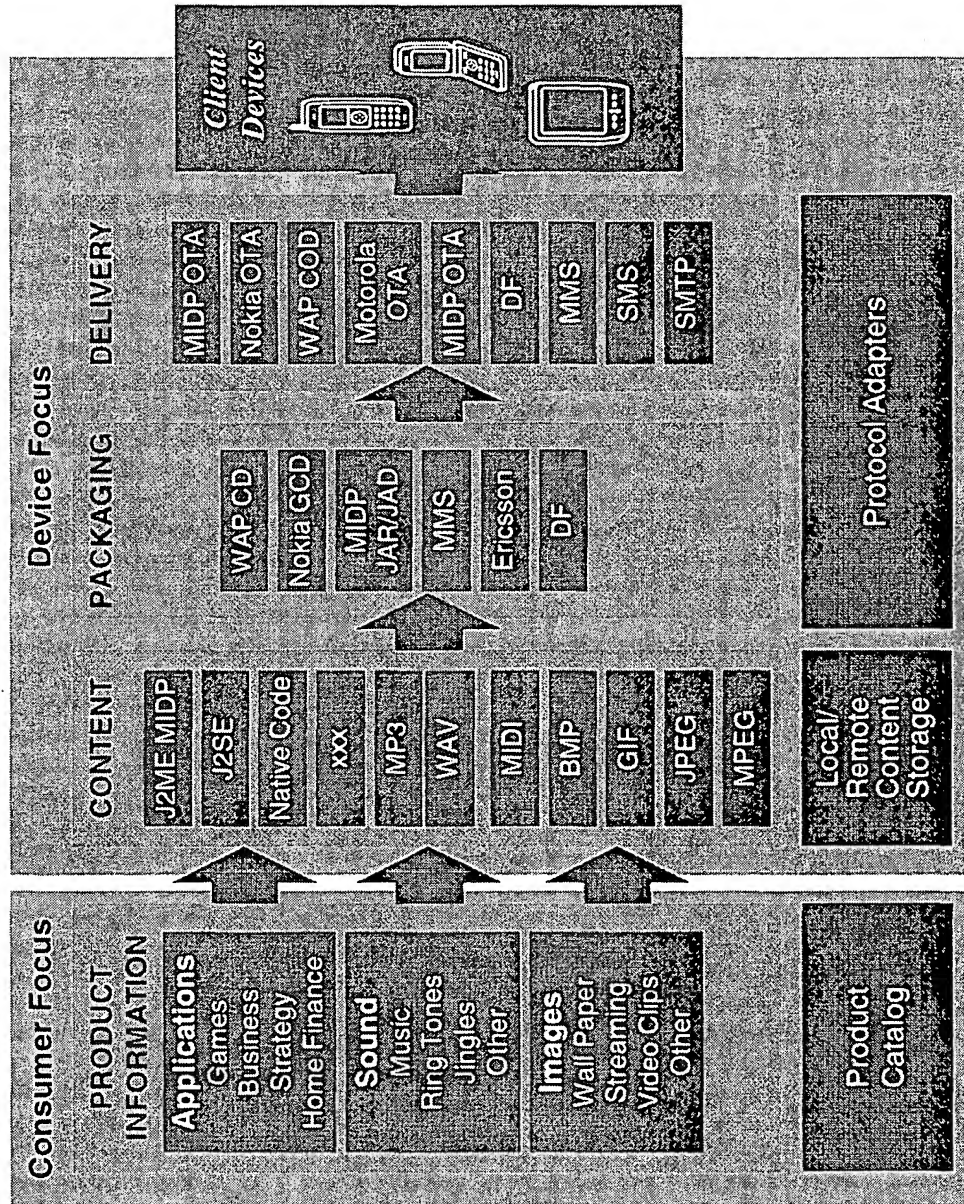 Consumer Focus
PRODUCT
INFORMATION
Applications
Games
Business
Strategy
Home Finance
Sound
Music
Ring Tones
Jingles
Other
Images
Wall Paper
Streaming
Video Clips
Other
Product
Catalog
Device Focus
CONTENT
J2ME MIDP
J2SE
Native Code
xxx
MP3
WAV
MIDI
BMP
GIF
JPEG
MPEG
Local/
Remote
Content
Storage
PACKAGING
WAP CD
Nokia GCD
MIDP
JAR/JAD
MMS
Ericsson
DF
DELIVERY
MIDP OTA
Nokia OTA
WAP COD
Motorola
OTA
MIDP OTA
DF
MMS
SMS
SMTP
Protocol Adapters
Client
Devices